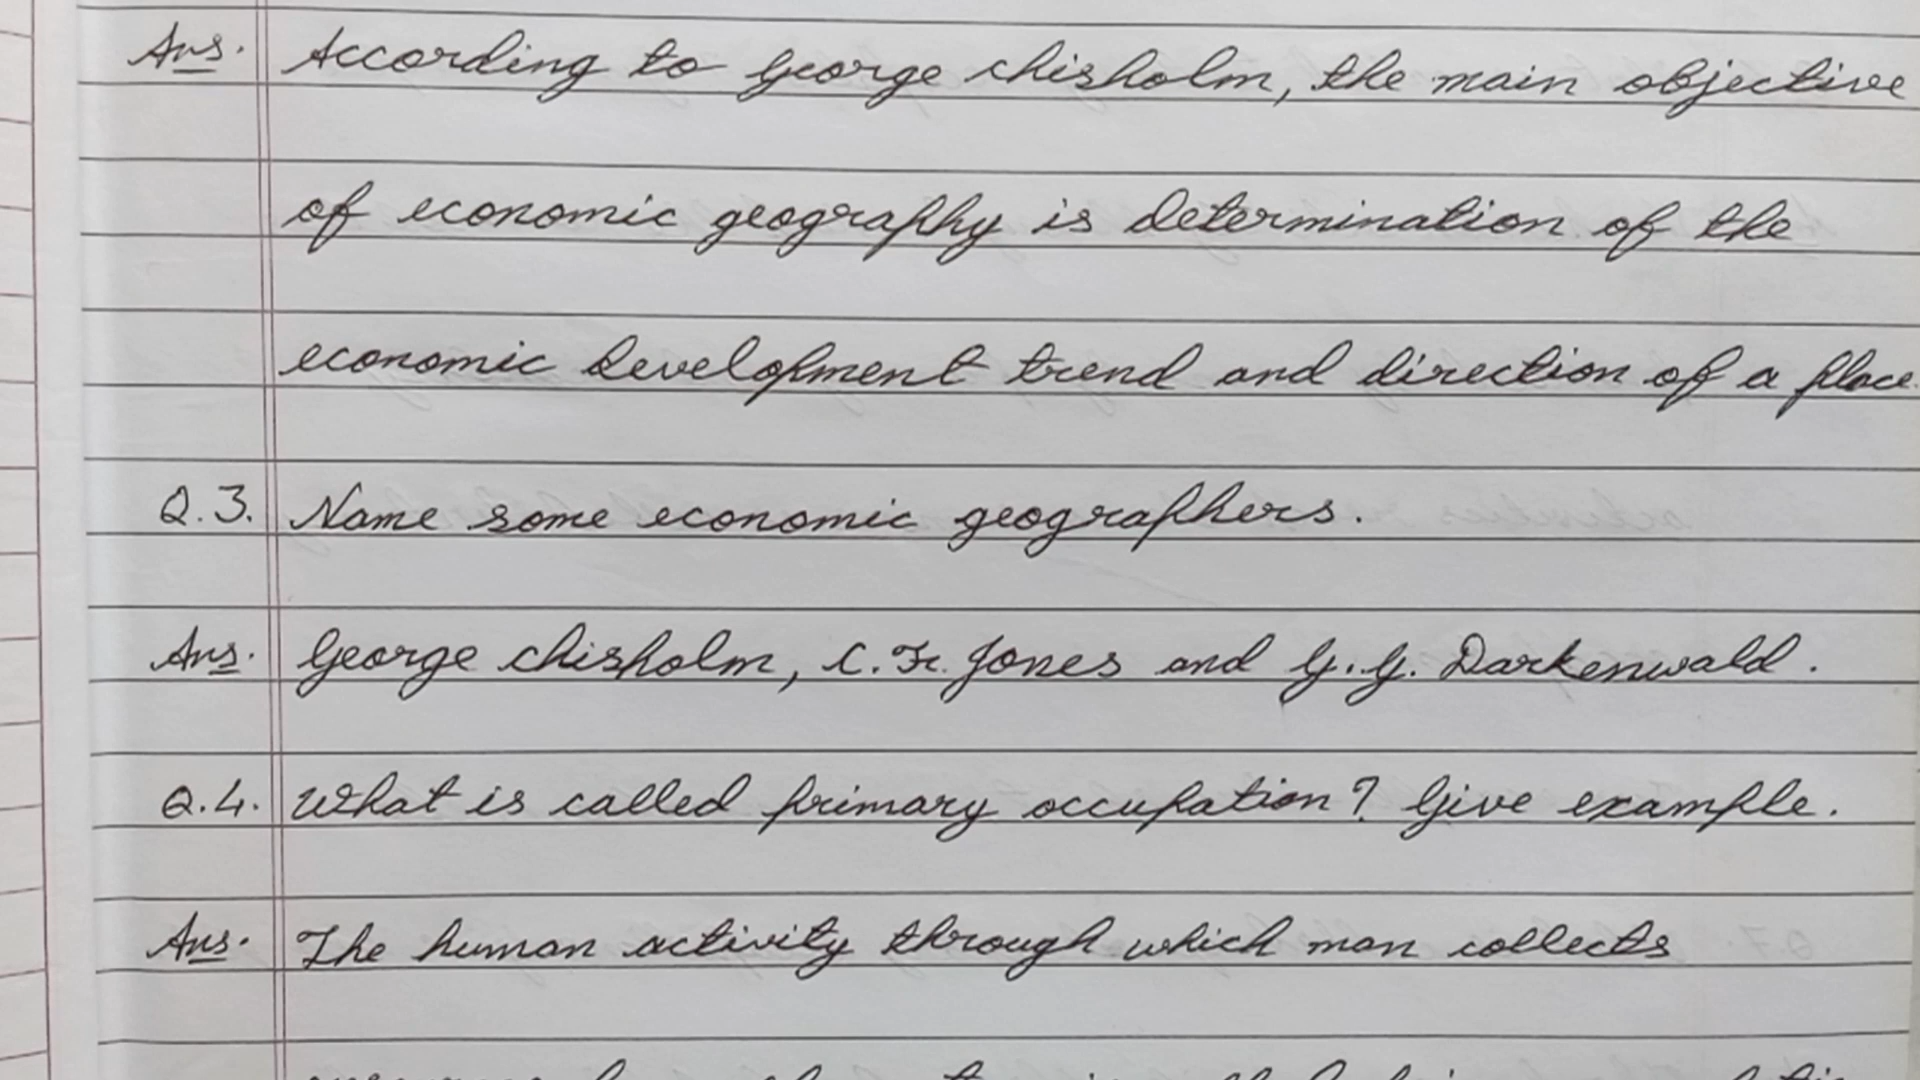 Ans. According to George chisholm, the main objective
of economic geography is determination of the
economic development trend and direction of a place.
Q.3. Name some economic geographers.
Ans. George chisholm, C.F. Jones and G.G. Darkenwald.
Q.4. What is called primary occupation? Give example.
Ans. The human activity through which man collects